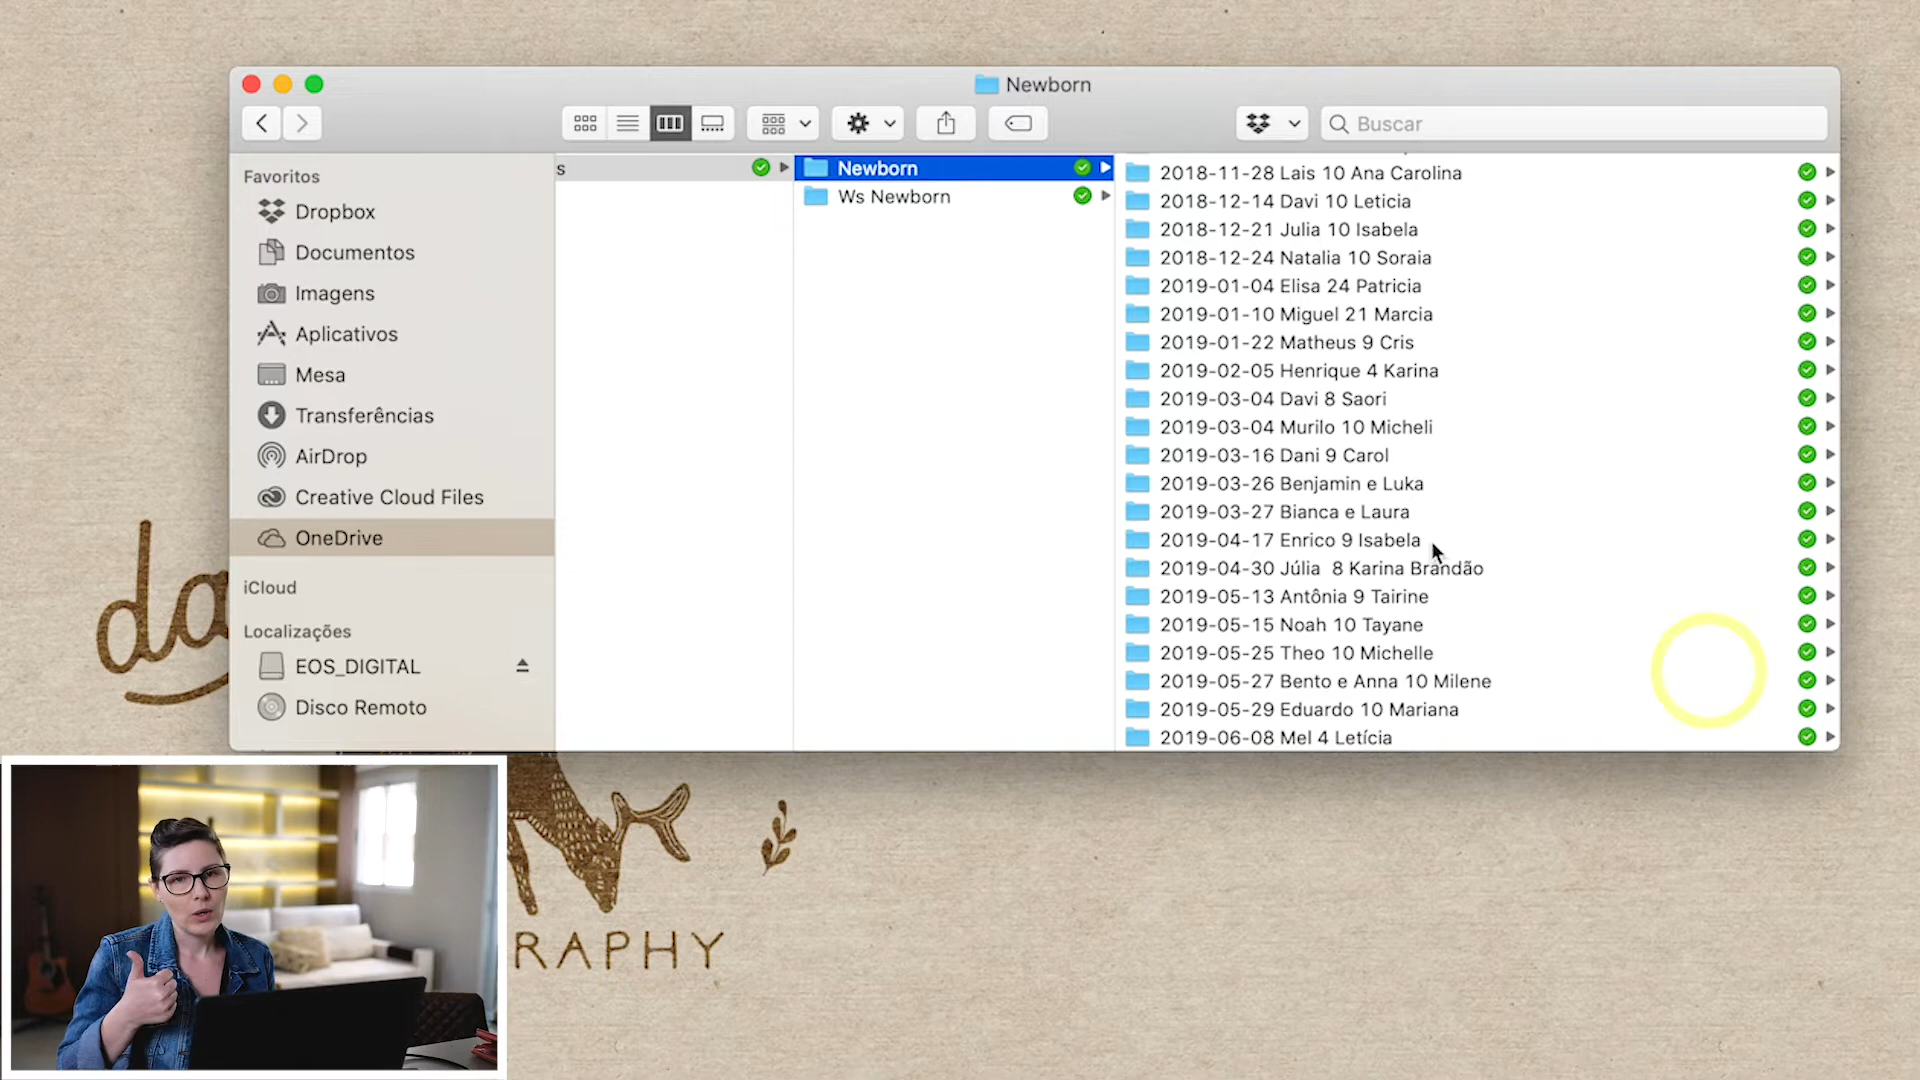 Newborn
Buscar
Favoritos
Dropbox
Documentos
Imagens
Aplicativos
Mesa
Transferências
AirDrop
Creative Cloud Files
OneDrive
iCloud
Localizações
EOS_DIGITAL
Disco Remoto
s
Newborn
Ws Newborn
2018-11-28 Lais 10 Ana Carolina
2018-12-14 Davi 10 Leticia
2018-12-21 Julia 10 Isabela
2018-12-24 Natalia 10 Soraia
2019-01-04 Elisa 24 Patricia
2019-01-10 Miguel 21 Marcia
2019-01-22 Matheus 9 Cris
2019-02-05 Henrique 4 Karina
2019-03-04 Davi 8 Saori
2019-03-04 Murilo 10 Micheli
2019-03-16 Dani 9 Carol
2019-03-26 Benjamin e Luka
2019-03-27 Bianca e Laura
2019-04-17 Enrico 9 Isabela
2019-04-30 Júlia  8 Karina Brandão
2019-05-13 Antônia 9 Tairine
2019-05-15 Noah 10 Tayane
2019-05-25 Theo 10 Michelle
2019-05-27 Bento e Anna 10 Milene
2019-05-29 Eduardo 10 Mariana
2019-06-08 Mel 4 Letícia
da
RAPHY